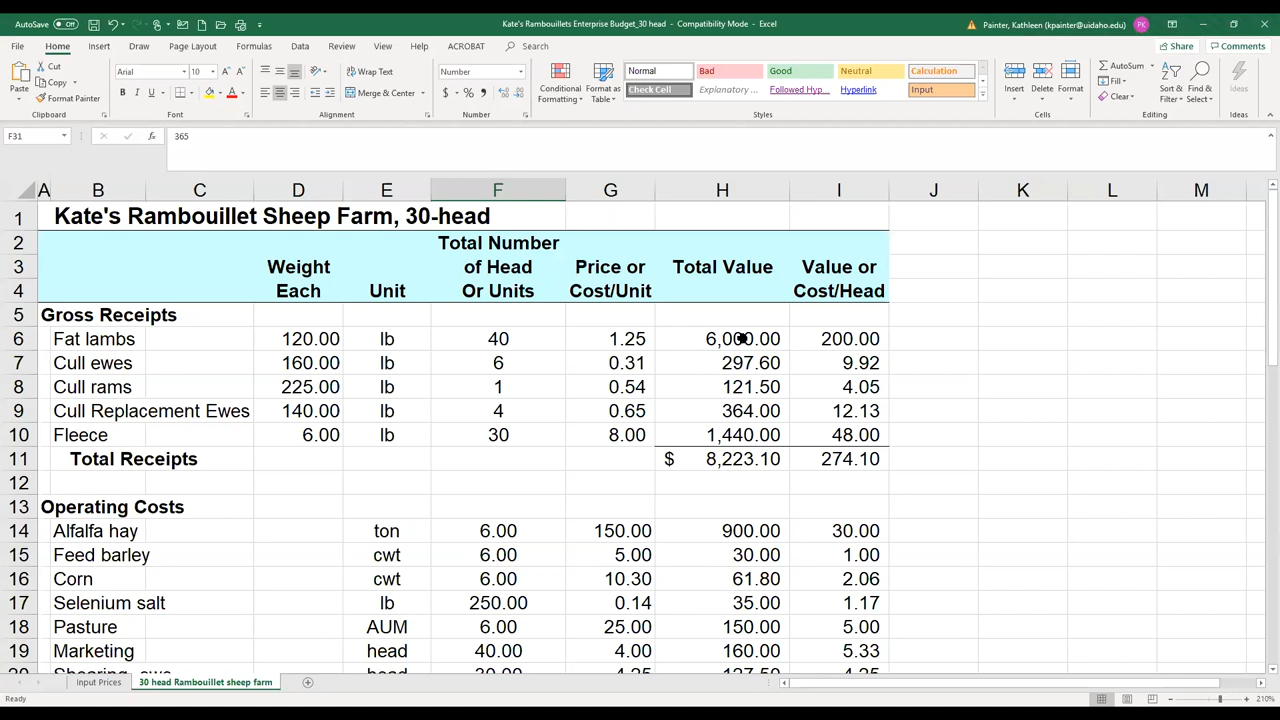 AutoSave Off Kate's Rambouillets Enterprise Budget_30 head - Compatibility Mode - Excel Painter, Kathleen (kpainter@uidaho.edu) PK
File Home Insert Draw Page Layout Formulas Data Review View Help ACROBAT Search Share Comments
Paste Cut Copy Format Painter Clipboard
Arial 10 B I U Font
Wrap Text Merge & Center Alignment
Number $ % Number
Conditional Formatting Format as Table Normal Bad Good Neutral Calculation
Check Cell Explanatory ... Followed Hyp... Hyperlink Input Styles
Insert Delete Format Cells
AutoSum Fill Clear Sort & Filter Find & Select Editing
Ideas Ideas
F31 fx 365
A B C D E F G H I J K L M
1 Kate's Rambouillet Sheep Farm, 30-head
2 Total Number
3 Weight of Head Price or Total Value Value or
4 Each Unit Or Units Cost/Unit Cost/Head
5 Gross Receipts
6 Fat lambs 120.00 lb 40 1.25 200.00
7 Cull ewes 160.00 lb 6 0.31 297.60 9.92
8 Cull rams 225.00 lb 1 0.54 121.50 4.05
9 Cull Replacement Ewes 140.00 lb 4 0.65 364.00 12.13
10 Fleece 6.00 lb 30 8.00 1,440.00 48.00
11 Total Receipts $ 8,223.10 274.10
12
13 Operating Costs
14 Alfalfa hay ton 6.00 150.00 900.00 30.00
15 Feed barley cwt 6.00 5.00 30.00 1.00
16 Corn cwt 6.00 10.30 61.80 2.06
17 Selenium salt lb 250.00 0.14 35.00 1.17
18 Pasture AUM 6.00 25.00 150.00 5.00
19 Marketing head 40.00 4.00 160.00 5.33
Input Prices 30 head Rambouillet sheep farm
Ready 210%